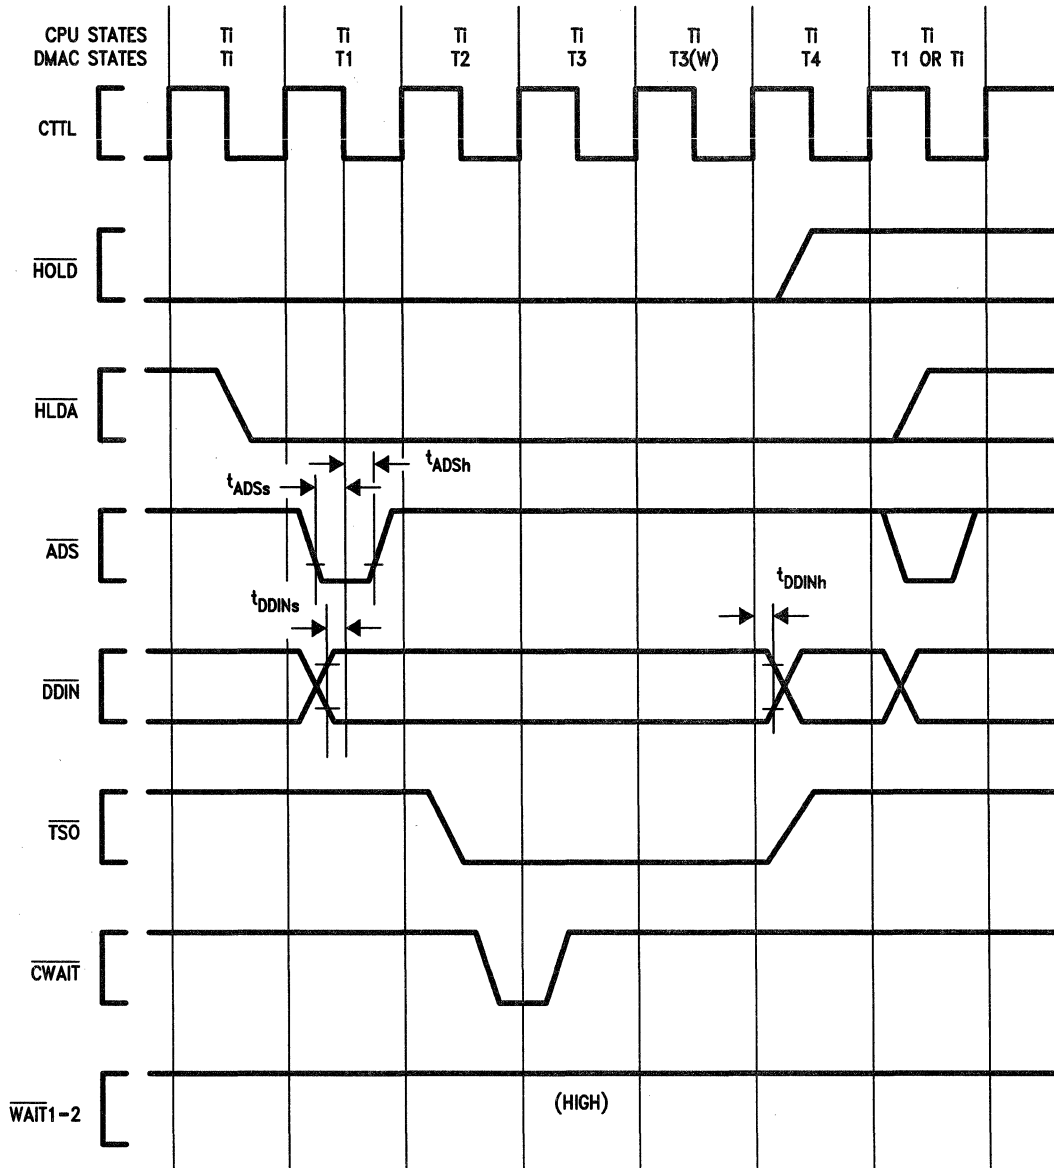 CPU STATES Ti Ti Ti Ti Ti Ti Ti
DMAC STATES Ti T1 T2 T3 T3(W) T4 T1 OR Ti
CTTL
HOLD
HLDA
tADSh
tADSs
ADS
tDDINh
tDDINs
DDIN
TSO
CWAIT
(HIGH)
WAIT1-2